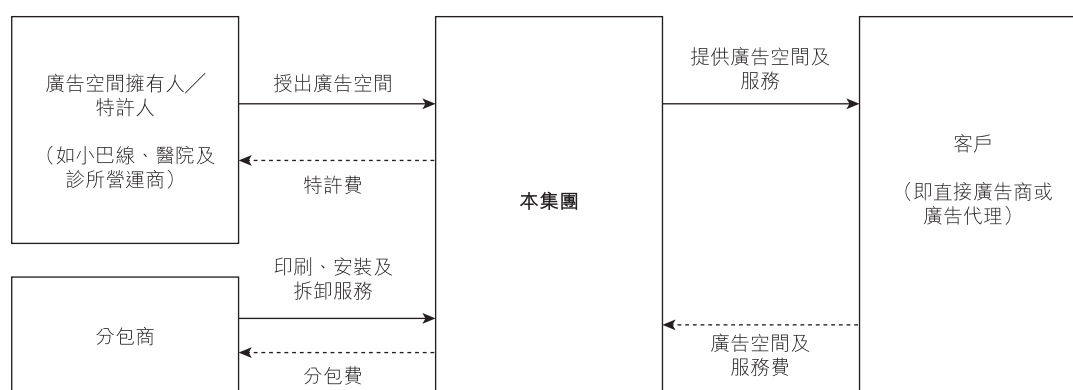 廣告空間擁有人／
特許人
（如小巴線、醫院及
診所營運商）
授出廣告空間
特許費
分包商
印刷、安裝及
拆卸服務
分包費
本集團
提供廣告空間及
服務
廣告空間及
服務費
客戶
（即直接廣告商或
廣告代理）